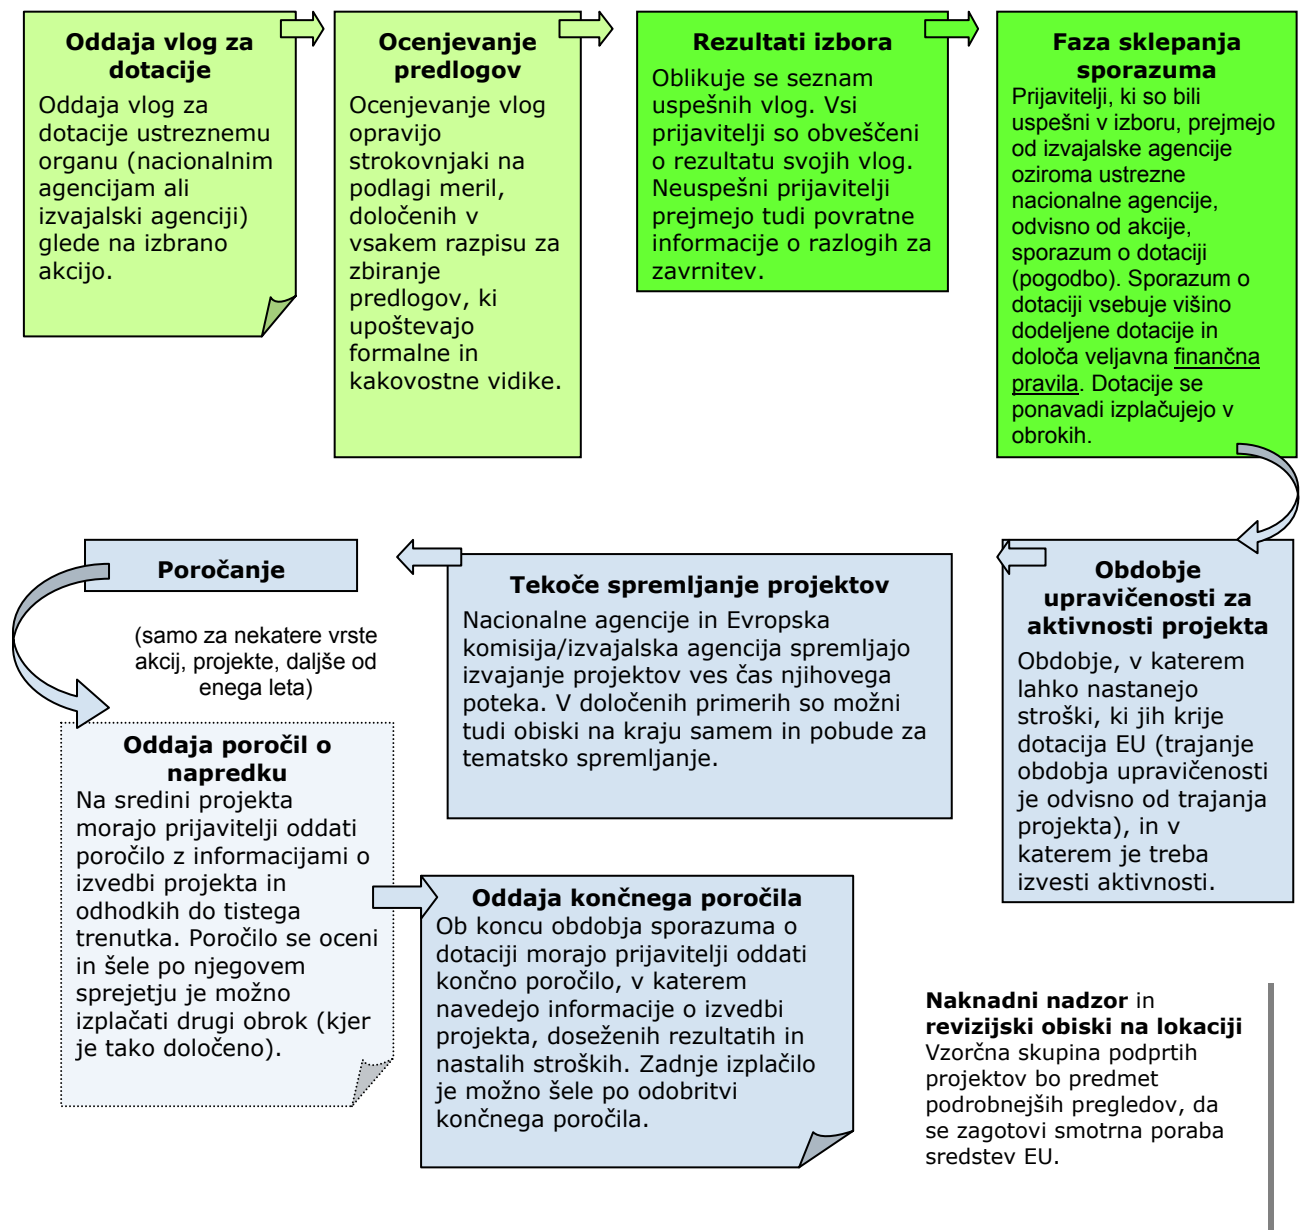 Oddaja vlog za
dotacije
Oddaja vlog za
dotacije ustreznemu
organu (nacionalnim
agencijam ali
izvajalski agenciji)
glede na izbrano
akcijo.
Ocenjevanje
predlogov
Ocenjevanje vlog
opravijo
strokovnjaki na
podlagi meril,
določenih v
vsakem razpisu za
zbiranje
predlogov, ki
upoštevajo
formalne in
kakovostne vidike.
Rezultati izbora
Oblikuje se seznam
uspešnih vlog. Vsi
prijavitelji so obveščeni
o rezultatu svojih vlog.
Neuspešni prijavitelji
prejmejo tudi povratne
informacije o razlogih za
zavrnitev.
Faza sklepanja
sporazuma
Prijavitelji, ki so bili
uspešni v izboru, prejmejo
od izvajalske agencije
oziroma ustrezne
nacionalne agencije,
odvisno od akcije,
sporazum o dotaciji
(pogodbo). Sporazum o
dotaciji vsebuje višino
dodeljene dotacije in
določa veljavna finančna
pravila. Dotacije se
ponavadi izplačujejo v
obrokih.
Obdobje
upravičenosti za
aktivnosti projekta
Obdobje, v katerem
lahko nastanejo
stroški, ki jih krije
dotacija EU (trajanje
obdobja upravičenosti
je odvisno od trajanja
projekta), in v
katerem je treba
izvesti aktivnosti.
Tekoče spremljanje projektov
Nacionalne agencije in Evropska
komisija/izvajalska agencija spremljajo
izvajanje projektov ves čas njihovega
poteka. V določenih primerih so možni
tudi obiski na kraju samem in pobude za
tematsko spremljanje.
Poročanje
(samo za nekatere vrste
akcij, projekte, daljše od
enega leta)
Oddaja poročil o
napredku
Na sredini projekta
morajo prijavitelji oddati
poročilo z informacijami o
izvedbi projekta in
odhodkih do tistega
trenutka. Poročilo se oceni
in šele po njegovem
sprejetju je možno
izplačati drugi obrok (kjer
je tako določeno).
Oddaja končnega poročila
Ob koncu obdobja sporazuma o
dotaciji morajo prijavitelji oddati
končno poročilo, v katerem
navedejo informacije o izvedbi
projekta, doseženih rezultatih in
nastalih stroških. Zadnje izplačilo
je možno šele po odobritvi
končnega poročila.
Naknadni nadzor in
revizijski obiski na lokaciji
Vzorčna skupina podprtih
projektov bo predmet
podrobnejših pregledov, da
se zagotovi smotrna poraba
sredstev EU.